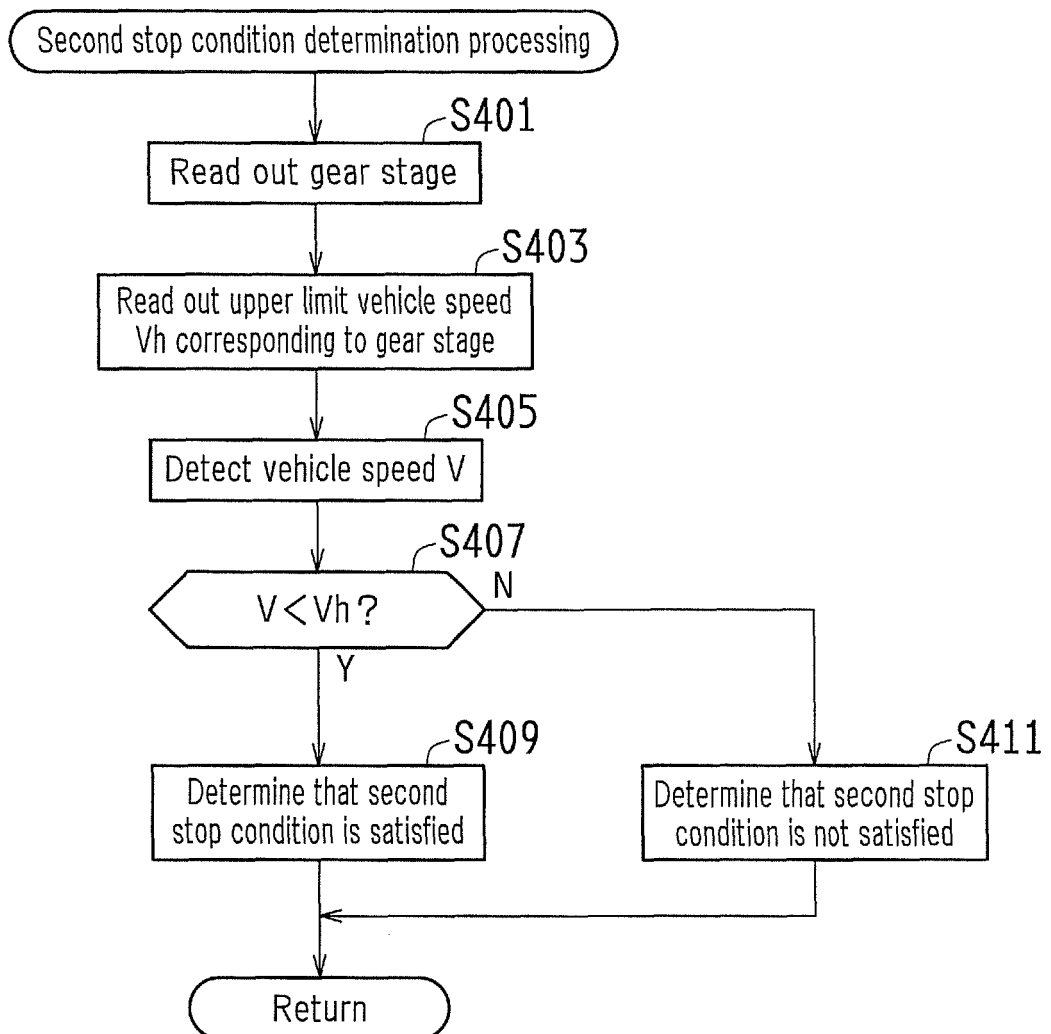 Second stop condition determination processing
S401
Read out gear stage
S403
Read out upper limit vehicle speed
Vh corresponding to gear stage
S405
Detect vehicle speed V
S407
V<Vh?
N
Y
S409
Determine that second
stop condition is satisfied
S411
Determine that second stop
condition is not satisfied
Return